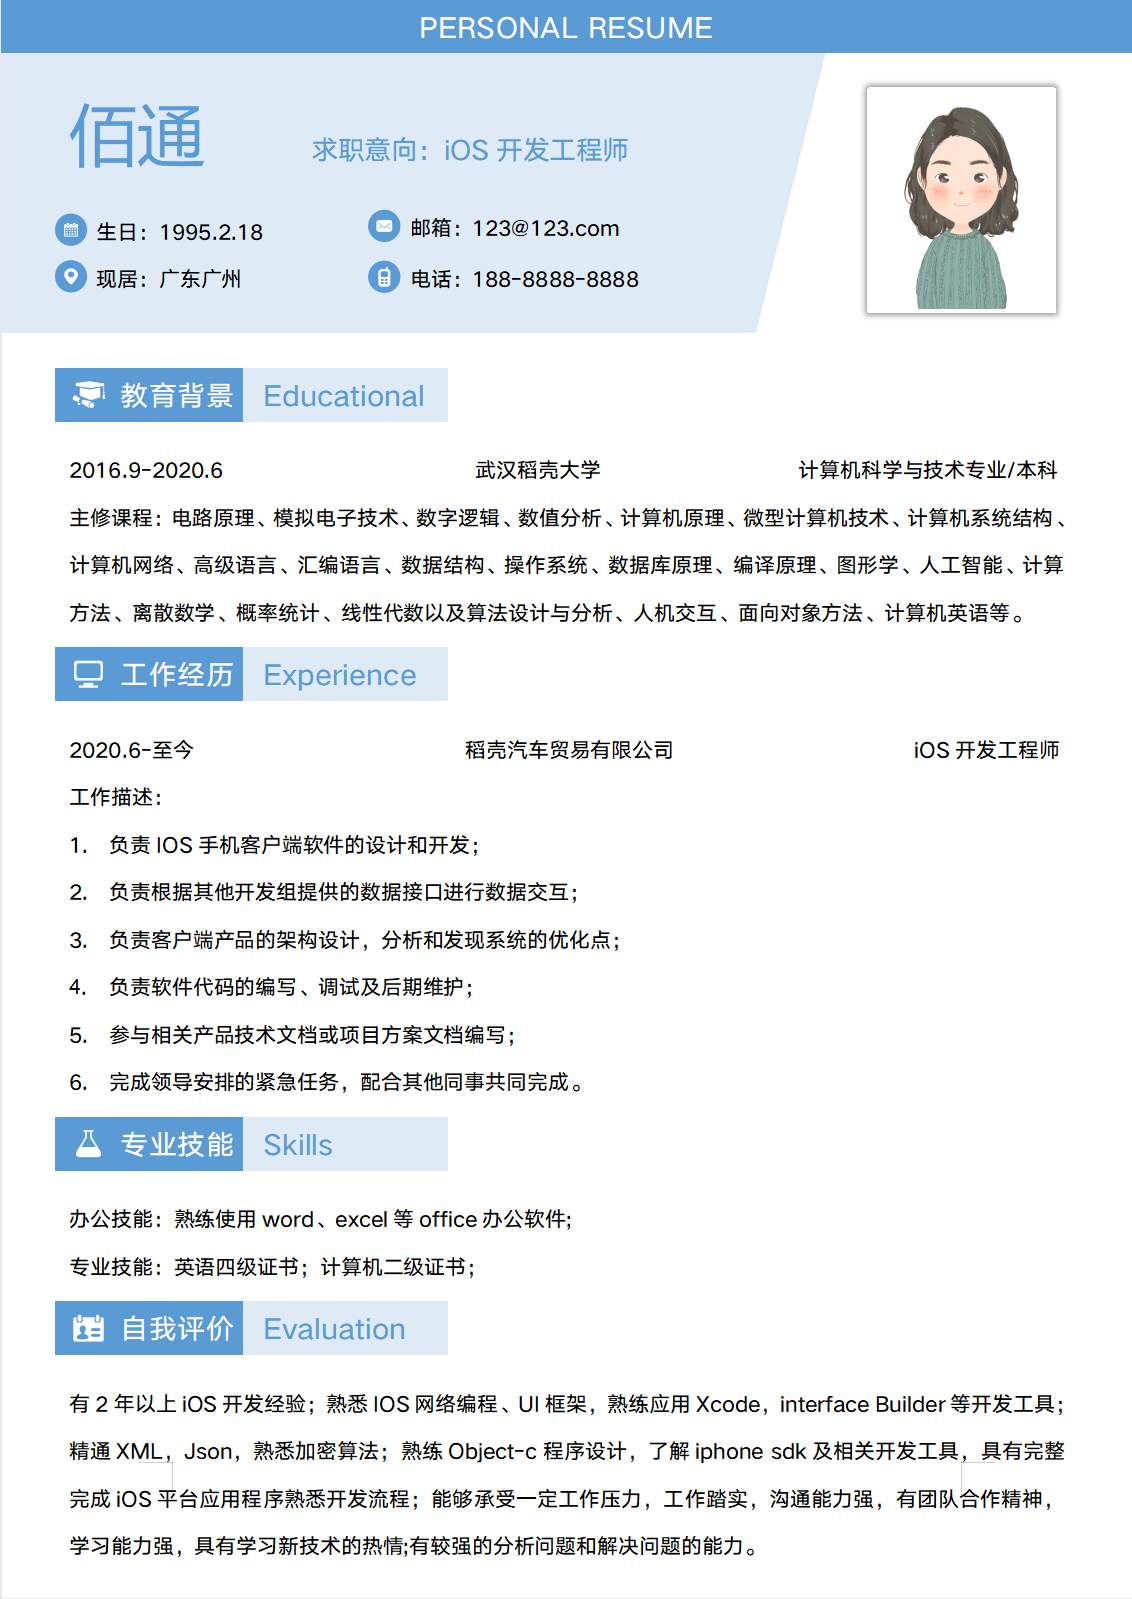 PERSONAL RESUME
佰通
求职意向：iOS 开发工程师
生日：1995.2.18
邮箱：123@123.com
现居：广东广州
电话：188-8888-8888
教育背景 Educational
2016.9-2020.6 武汉稻壳大学 计算机科学与技术专业/本科
主修课程：电路原理、模拟电子技术、数字逻辑、数值分析、计算机原理、微型计算机技术、计算机系统结构、
计算机网络、高级语言、汇编语言、数据结构、操作系统、数据库原理、编译原理、图形学、人工智能、计算
方法、离散数学、概率统计、线性代数以及算法设计与分析、人机交互、面向对象方法、计算机英语等。
工作经历 Experience
2020.6-至今 稻壳汽车贸易有限公司 iOS 开发工程师
工作描述：
1. 负责 IOS 手机客户端软件的设计和开发；
2. 负责根据其他开发组提供的数据接口进行数据交互；
3. 负责客户端产品的架构设计，分析和发现系统的优化点；
4. 负责软件代码的编写、调试及后期维护；
5. 参与相关产品技术文档或项目方案文档编写；
6. 完成领导安排的紧急任务，配合其他同事共同完成。
专业技能 Skills
办公技能：熟练使用 word、excel 等 office 办公软件;
专业技能：英语四级证书；计算机二级证书；
自我评价 Evaluation
有 2 年以上 iOS 开发经验；熟悉 IOS 网络编程、UI 框架，熟练应用 Xcode，interface Builder 等开发工具；
精通 XML，Json，熟悉加密算法；熟练 Object-c 程序设计，了解 iphone sdk 及相关开发工具，具有完整
完成 iOS 平台应用程序熟悉开发流程；能够承受一定工作压力，工作踏实，沟通能力强，有团队合作精神，
学习能力强，具有学习新技术的热情;有较强的分析问题和解决问题的能力。